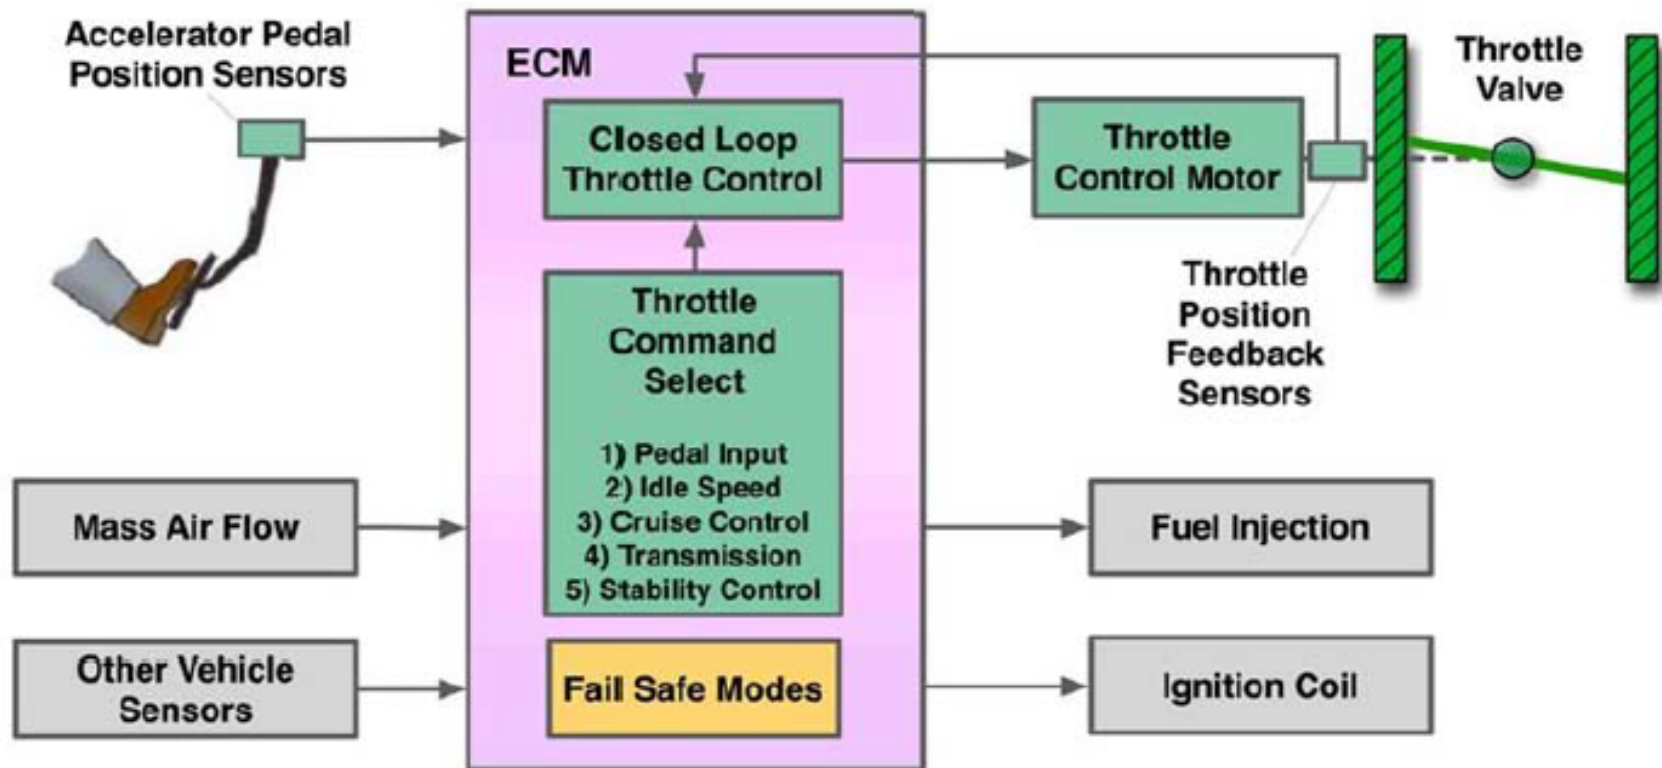 Accelerator Pedal
Position Sensors
ECM
Closed Loop
Throttle Control
Throttle
Command
Select
1) Pedal Input
2) Idle Speed
3) Cruise Control
4) Transmission
5) Stability Control
Fail Safe Modes
Mass Air Flow
Other Vehicle
Sensors
Throttle
Control Motor
Throttle
Valve
Throttle
Position
Feedback
Sensors
Fuel Injection
Ignition Coil